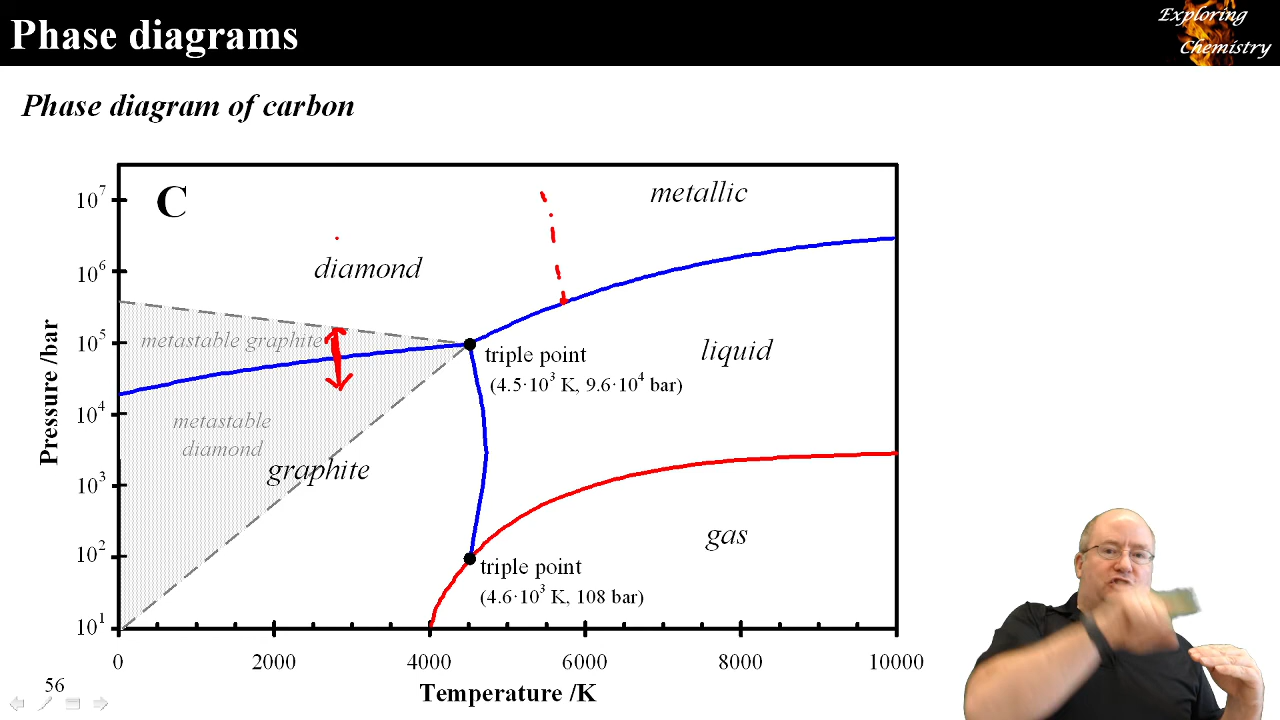 Phase diagrams
Exploring
Chemistry
Phase diagram of carbon
C
metallic
diamond
metastable graphite
liquid
triple point
(4.5·10³ K, 9.6·10⁴ bar)
metastable
diamond
graphite
gas
triple point
(4.6·10³ K, 108 bar)
Pressure /bar
10⁷
10⁶
10⁵
10⁴
10³
10²
10¹
0 2000 4000 6000 8000 10000
Temperature /K
56